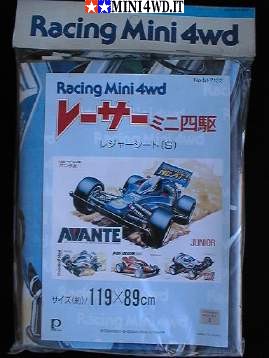 ★★MINI4WD.IT
Racing Mini 4wd
Racing Mini 4wd
レーサーミニ四駆
レジャーシート(S)
AVANTE
JUNIOR
サイズ(約)/119×89cm